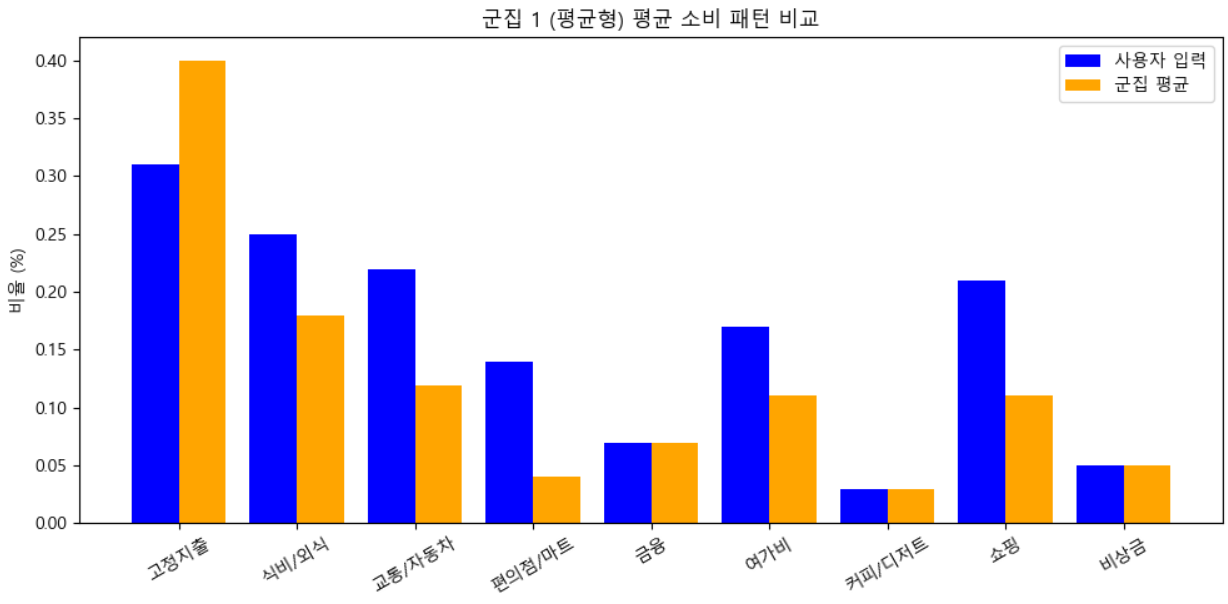 군집 1 (평균형) 평균 소비 패턴 비교
사용자 입력
군집 평균
비율 (%)
0.40
0.35
0.30
0.25
0.20
0.15
0.10
0.05
0.00
고정지출
식비/외식
교통/자동차
편의점/마트
금융
여가비
커피/디저트
쇼핑
비상금